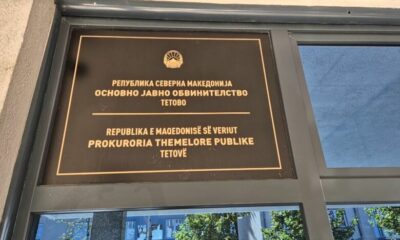 РЕПУБЛИКА СЕВЕРНА МАКЕДОНИЈА
ОСНОВНО ЈАВНО ОБВИНИТЕЛСТВО
ТЕТОВО
REPUBLIKA E MAQEDONISË SË VERIUT
PROKURORIA THEMELORE PUBLIKE
TETOVË